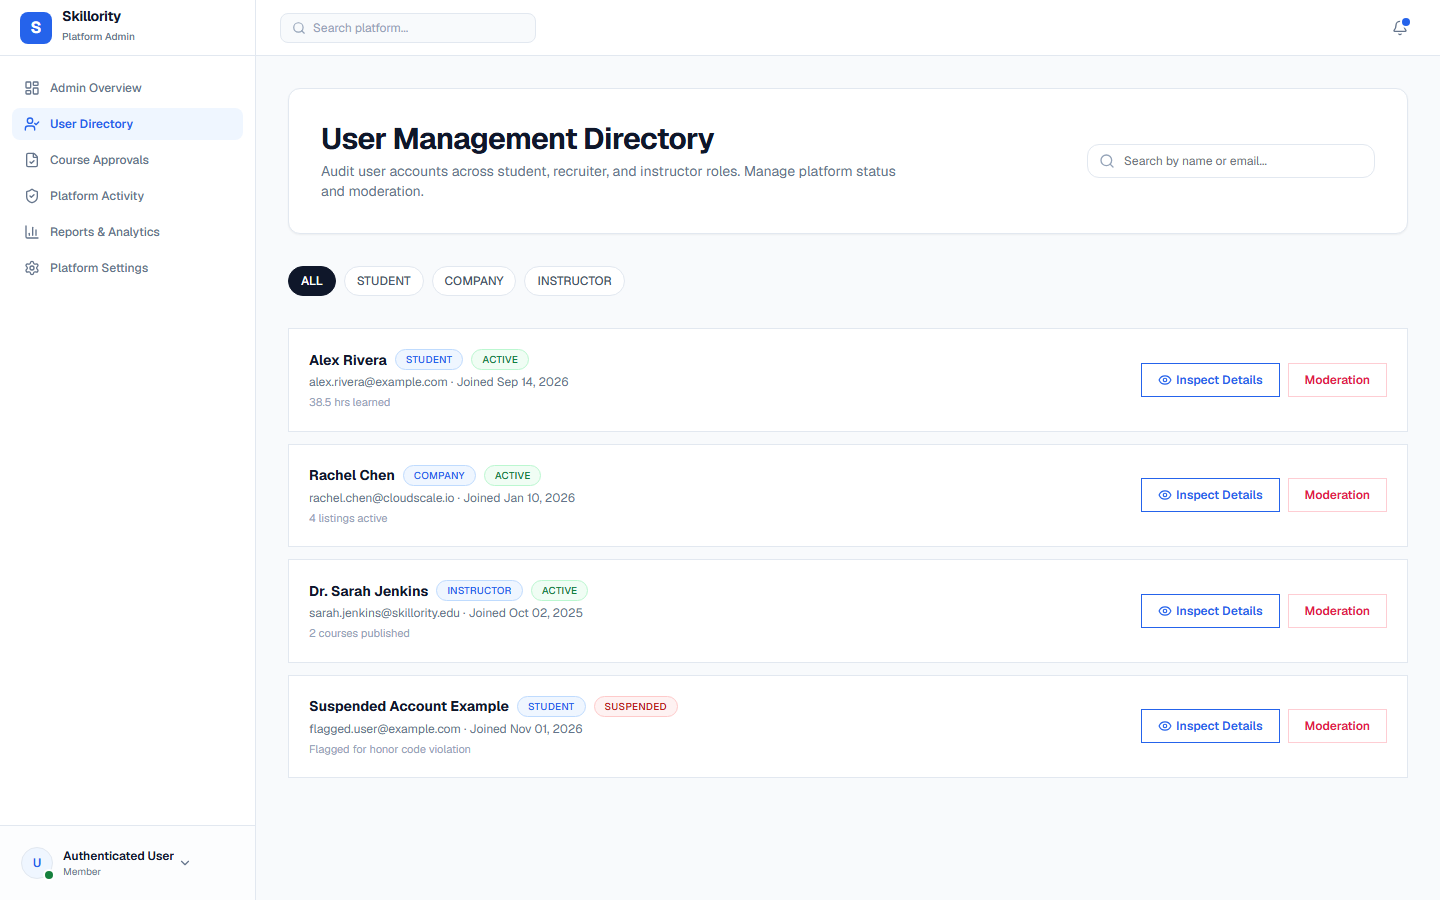 S
Skillority
Platform Admin
Search platform...
Admin Overview
User Directory
Course Approvals
Platform Activity
Reports & Analytics
Platform Settings
User Management Directory
Audit user accounts across student, recruiter, and instructor roles. Manage platform status
and moderation.
Search by name or email...
ALL STUDENT COMPANY INSTRUCTOR
Alex Rivera STUDENT ACTIVE
alex.rivera@example.com · Joined Sep 14, 2026
38.5 hrs learned
Inspect Details Moderation
Rachel Chen COMPANY ACTIVE
rachel.chen@cloudscale.io · Joined Jan 10, 2026
4 listings active
Inspect Details Moderation
Dr. Sarah Jenkins INSTRUCTOR ACTIVE
sarah.jenkins@skillority.edu · Joined Oct 02, 2025
2 courses published
Inspect Details Moderation
Suspended Account Example STUDENT SUSPENDED
flagged.user@example.com · Joined Nov 01, 2026
Flagged for honor code violation
Inspect Details Moderation
U
Authenticated User
Member